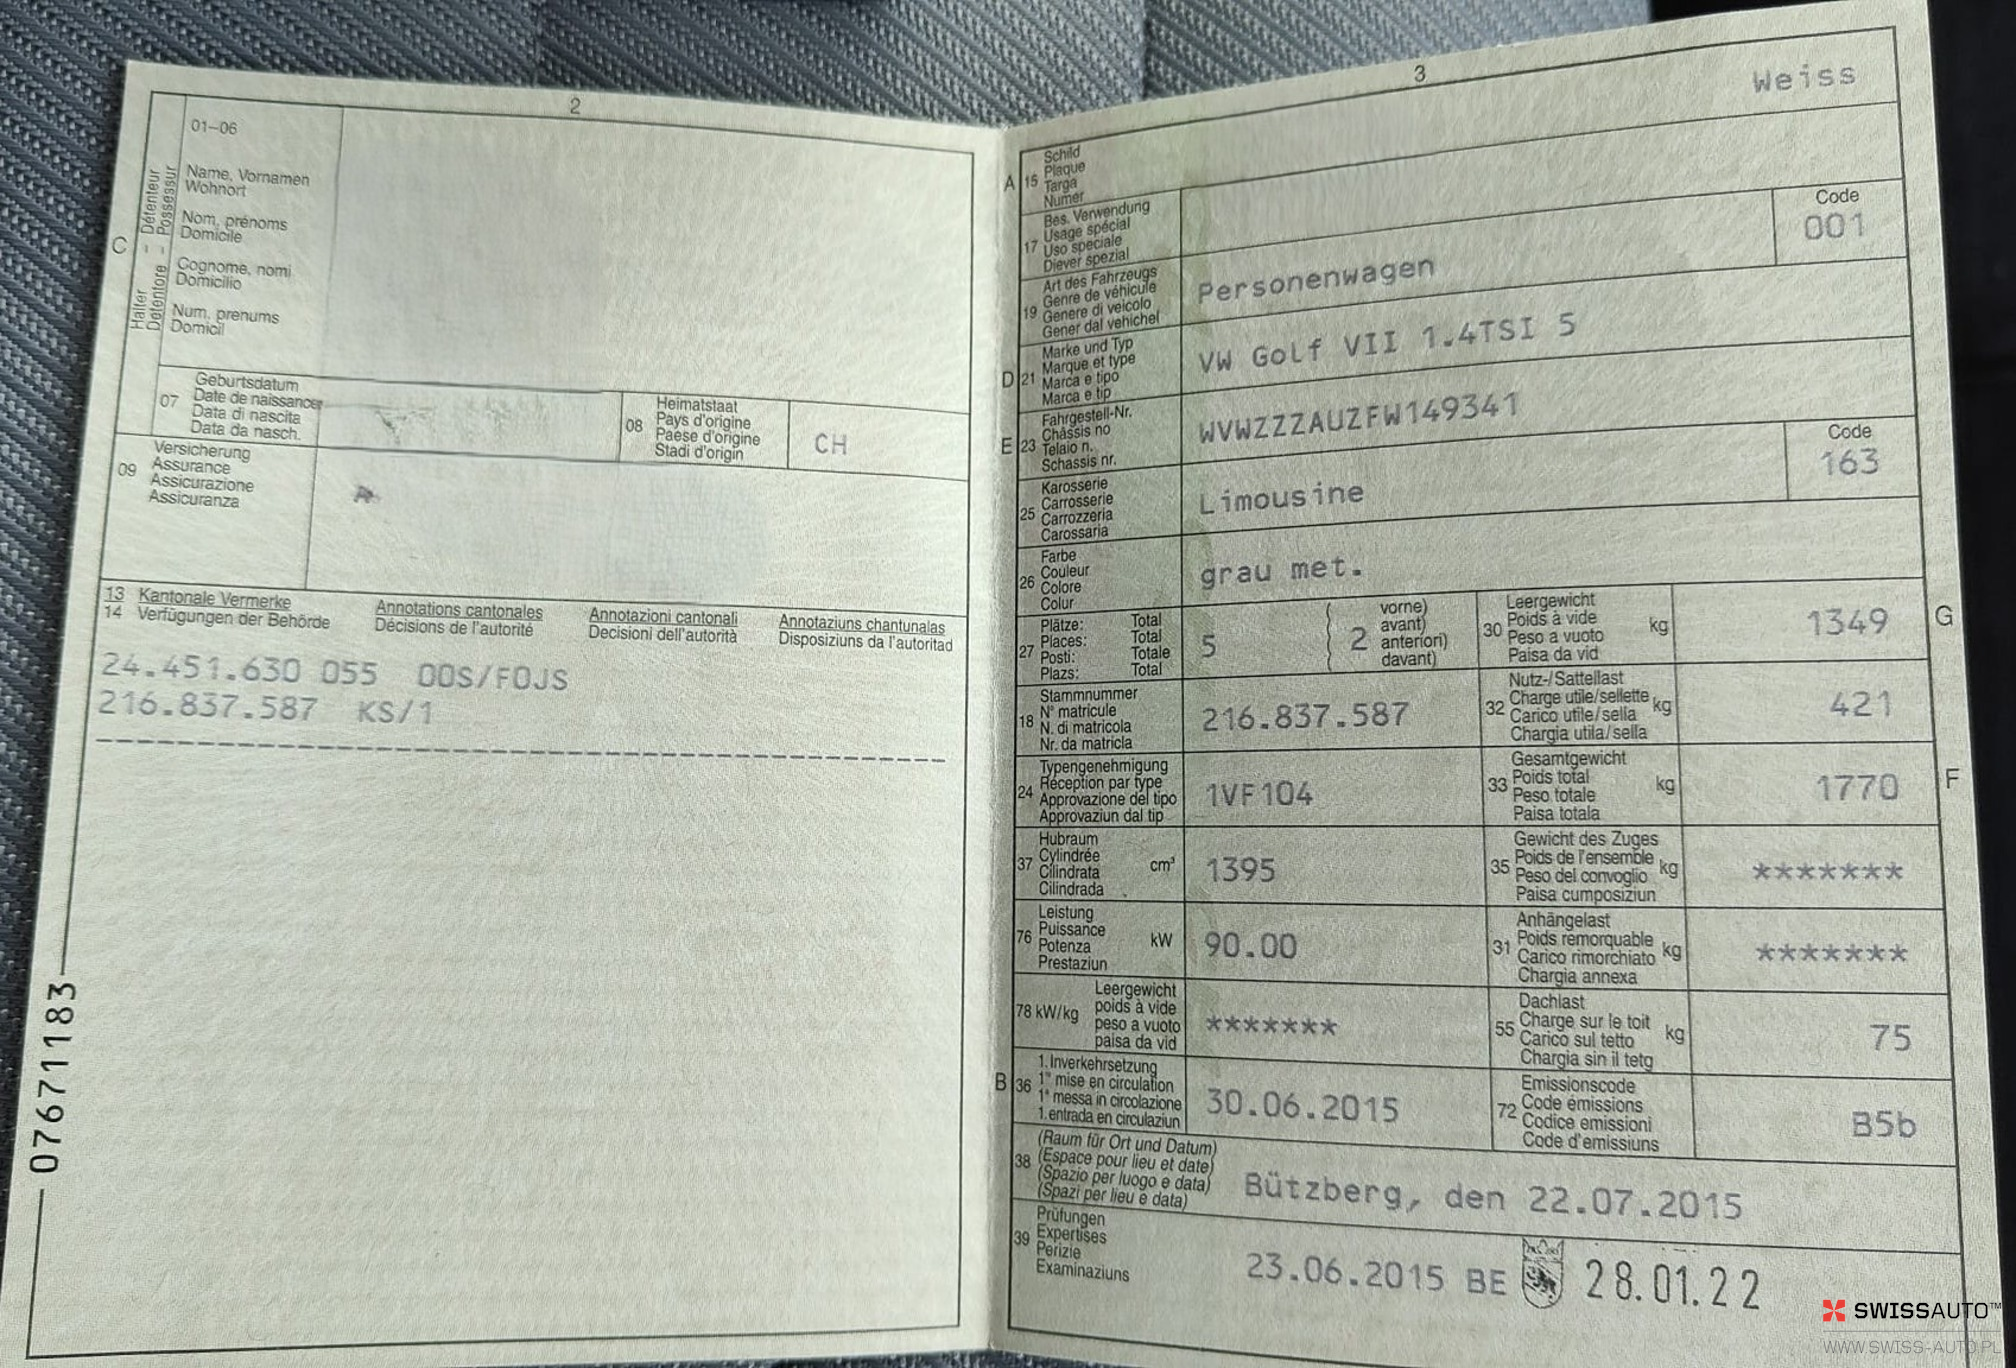 2
01–06
C
Halter – Détenteur
Detentore – Possessur
Name, Vornamen
Wohnort
Nom, prénoms
Domicile
Cognome, nomi
Domicilio
Num. prenums
Domicil
07
Geburtsdatum
Date de naissance
Data di nascita
Data da nasch.
08
Heimatstaat
Pays d'origine
Paese d'origine
Stadi d'origin
CH
09
Versicherung
Assurance
Assicurazione
Assicuranza
13 Kantonale Vermerke Annotations cantonales Annotazioni cantonali Annotaziuns chantunalas
14 Verfügungen der Behörde Décisions de l'autorité Decisioni dell'autorità Disposiziuns da l'autoritad
24.451.630 055 OOS/FOJS
216.837.587 KS/1
07671183
3
Weiss
A 15
Schild
Plaque
Targa
Numer
17
Bes. Verwendung
Usage spécial
Uso speciale
Diever spezial
Code
001
19
Art des Fahrzeugs
Genre de véhicule
Genere di veicolo
Gener dal vehichel
Personenwagen
D 21
Marke und Typ
Marque et type
Marca e tipo
Marca e tip
VW Golf VII 1.4TSI 5
E 23
Fahrgestell-Nr.
Châssis no
Telaio n.
Schassis nr.
WVWZZZAUZFW149341
25
Karosserie
Carrosserie
Carrozzeria
Carossaria
Limousine
Code
163
26
Farbe
Couleur
Colore
Colur
grau met.
27
Plätze: Total
Places: Total
Posti: Totale
Plazs: Total
5
2
vorne)
avant)
anteriori)
davant)
30
Leergewicht
Poids à vide
Peso a vuoto
Paisa da vid
kg
1349
G
18
Stammnummer
N° matricule
N. di matricola
Nr. da matricla
216.837.587
32
Nutz-/Sattellast
Charge utile/sellette
Carico utile/sella
Chargia utila/sella
kg
421
24
Typengenehmigung
Réception par type
Approvazione del tipo
Approvaziun dal tip
1VF104
33
Gesamtgewicht
Poids total
Peso totale
Paisa totala
kg
1770
F
37
Hubraum
Cylindrée
Cilindrata
Cilindrada
cm³
1395
35
Gewicht des Zuges
Poids de l'ensemble
Peso del convoglio
Paisa cumposiziun
kg
*******
76
Leistung
Puissance
Potenza
Prestaziun
kW
90.00
31
Anhängelast
Poids remorquable
Carico rimorchiato
Chargia annexa
kg
*******
78 kW/kg
Leergewicht
poids à vide
peso a vuoto
paisa da vid
*******
55
Dachlast
Charge sur le toit
Carico sul tetto
Chargia sin il tetg
kg
75
B 36
1. Inverkehrsetzung
1re mise en circulation
1a messa in circolazione
1. entrada en circulaziun
30.06.2015
72
Emissionscode
Code émissions
Codice emissioni
Code d'emissiuns
B5b
38
(Raum für Ort und Datum)
(Espace pour lieu et date)
(Spazio per luogo e data)
(Spazi per lieu e data)
Bützberg, den 22.07.2015
39
Prüfungen
Expertises
Perizie
Examinaziuns
23.06.2015 BE 28.01.22
SWISSAUTO™
WWW.SWISS-AUTO.PL